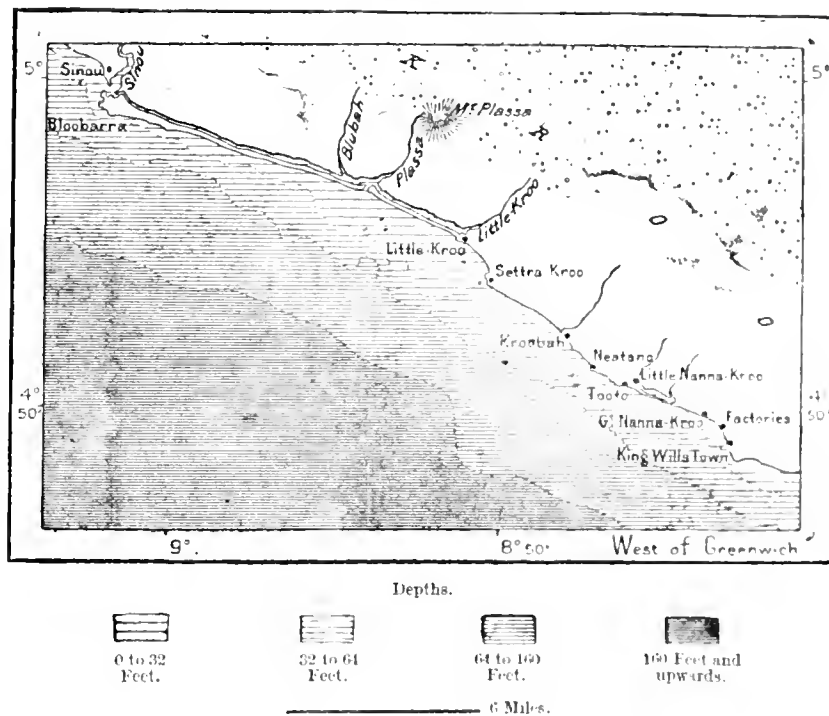 5°
5°
Sinou
Sinou
Bloobarra
Blubah
Plassa
Mt. Plassa
Little-Kroo
Little-Kroo
Settra Kroo
Kroobah
Neatano
Little Nanna-Kroo
Tooto
Gt. Nanna-Kroo
Factories
King Wills Town
4°
50'
4°
50'
9°.
8°50'
West of Greenwich
Depths.
0 to 32
Feet.
32 to 64
Feet.
64 to 160
Feet.
160 Feet and
upwards.
6 Miles.